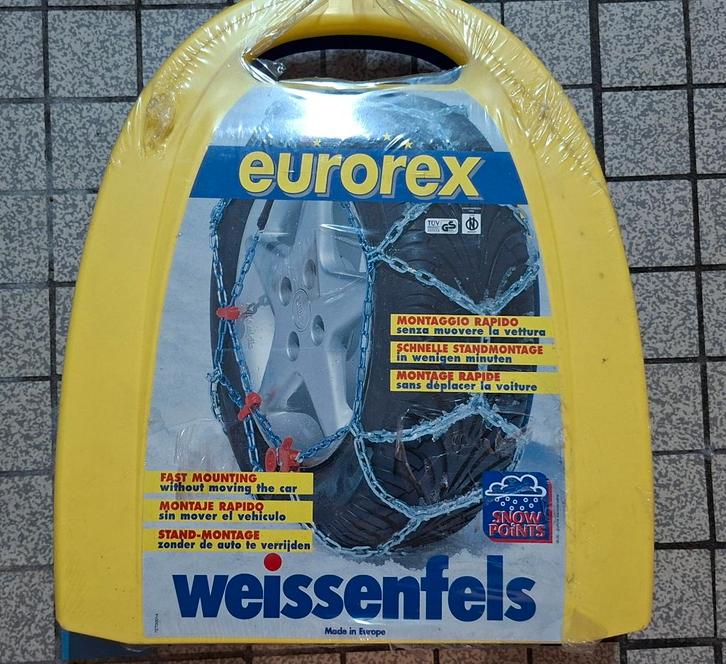 eurorex
TÜV
GS
N
MONTAGGIO RAPIDO
senza muovere la vettura
SCHNELLE STANDMONTAGE
in wenigen minuten
MONTAGE RAPIDE
sans déplacer la voiture
FAST MOUNTING
without moving the car
MONTAJE RAPIDO
sin mover el vehiculo
STAND-MONTAGE
zonder de auto te verrijden
SNOW
POiNTS
weissenfels
Made in Europe